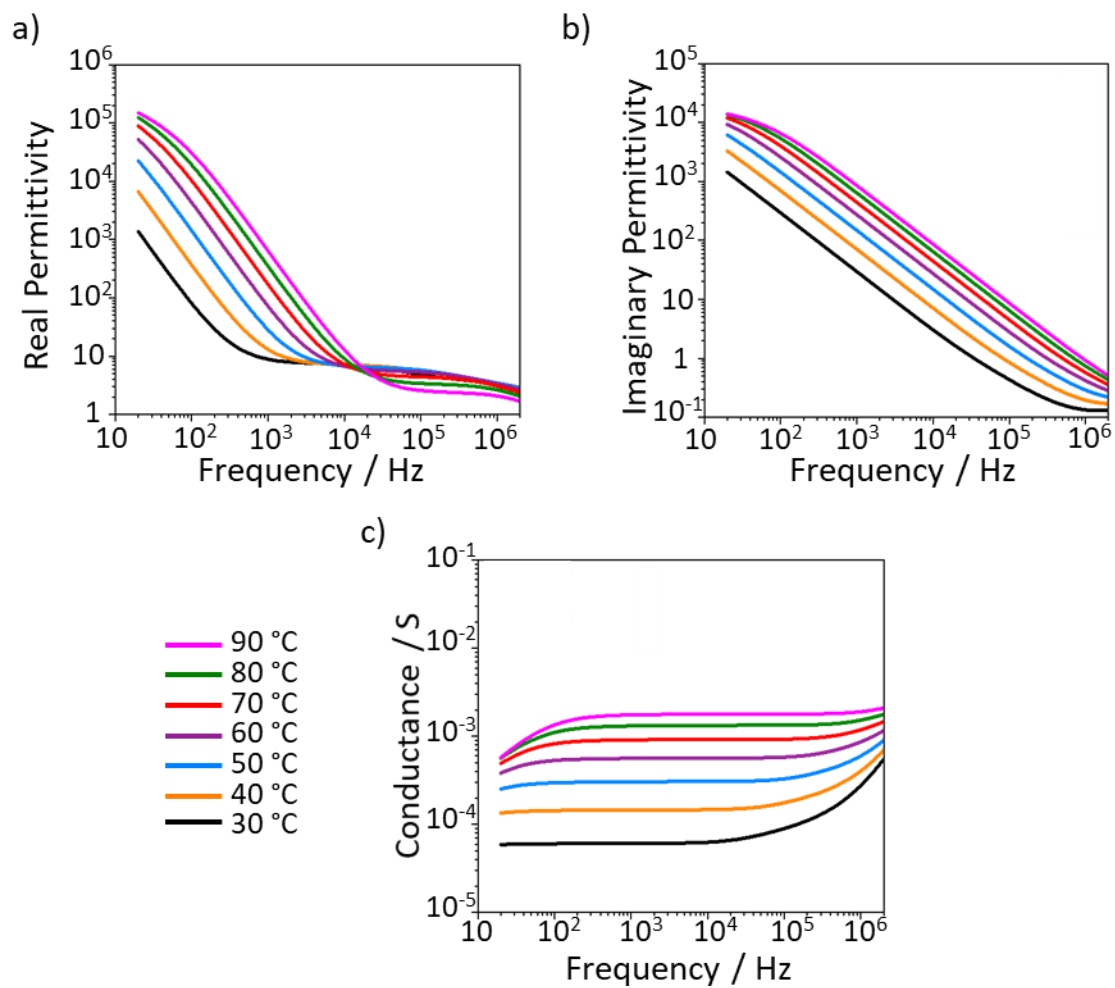 a)
Real Permittivity
10^6
10^5
10^4
10^3
10^2
10
1
10 10^2 10^3 10^4 10^5 10^6
Frequency / Hz
b)
Imaginary Permittivity
10^5
10^4
10^3
10^2
10
1
10^-1
10 10^2 10^3 10^4 10^5 10^6
Frequency / Hz
c)
Conductance / S
10^-1
10^-2
10^-3
10^-4
10^-5
10 10^2 10^3 10^4 10^5 10^6
Frequency / Hz
90 °C
80 °C
70 °C
60 °C
50 °C
40 °C
30 °C